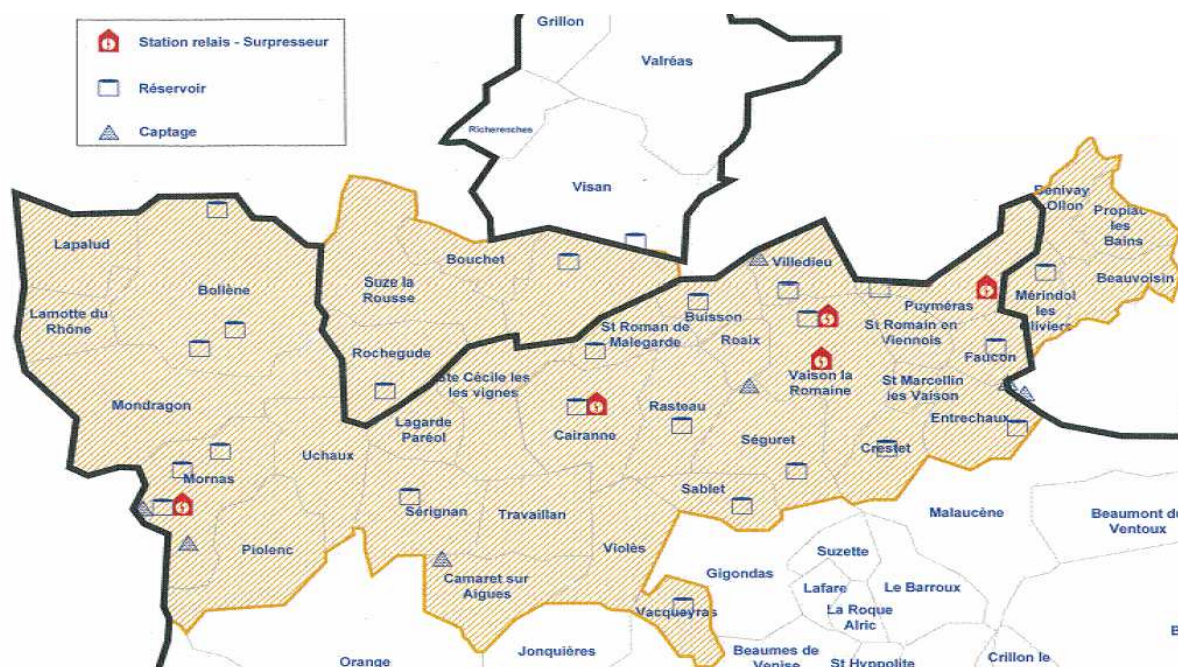 Station relais - Surpresseur
Réservoir
Captage
Grillon
Valréas
Richerenches
Visan
Lapalud
Bollène
Lamotte du
Rhône
Suze la
Rousse
Bouchet
Rochegude
Mondragon
Mornas
Piolenc
Uchaux
Lagarde
Paréol
Ste Cécile les
les vignes
Sérignan
Travaillan
Camaret sur
Aigues
Violès
Cairanne
St Roman de
Malegarde
Buisson
Roaix
Rasteau
Villedieu
Vaison la
Romaine
Séguret
Sablet
Puyméras
St Romain en
Viennois
St Marcellin
les Vaison
Faucon
Entrechaux
Crestet
Mérindol
les
Oliviers
Bénivay
Ollon
Propiac
les
Bains
Beauvoisin
Malaucène
Beaumont du
Ventoux
Suzette
Gigondas
Lafare
Le Barroux
La Roque
Alric
Vacqueyras
Beaumes de
Venise
St Hyppolite
Crillon le
Jonquières
Orange
B